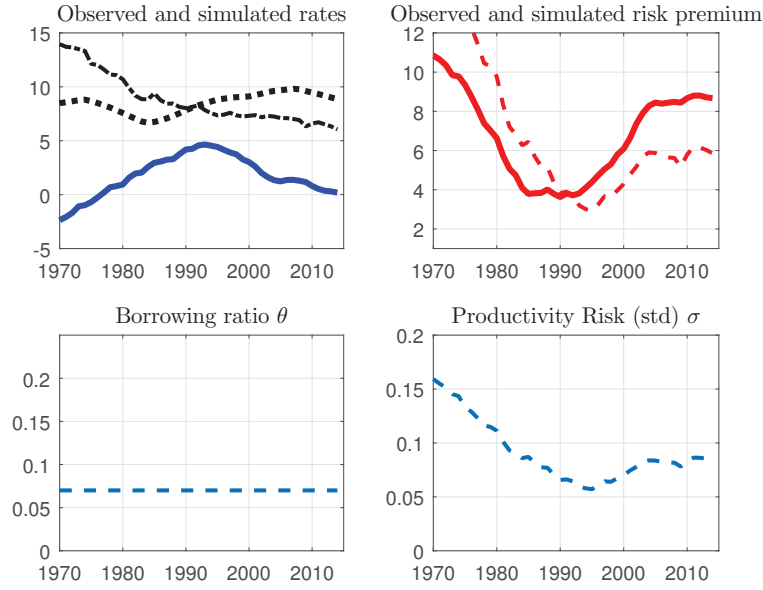 Observed and simulated rates
15
10
5
0
-5
1970 1980 1990 2000 2010
Observed and simulated risk premium
12
10
8
6
4
2
1970 1980 1990 2000 2010
Borrowing ratio θ
0.2
0.15
0.1
0.05
0
1970 1980 1990 2000 2010
Productivity Risk (std) σ
0.2
0.15
0.1
0.05
0
1970 1980 1990 2000 2010